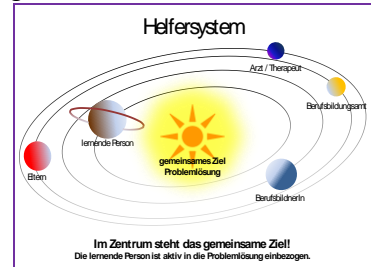 Helfersystem
Arzt / Therapeut
Berufsbildungsamt
lernende Person
gemeinsames Ziel
Problemlösung
Eltern
BerufsbildnerIn
Im Zentrum steht das gemeinsame Ziel!
Die lernende Person ist aktiv in die Problemlösung einbezogen.